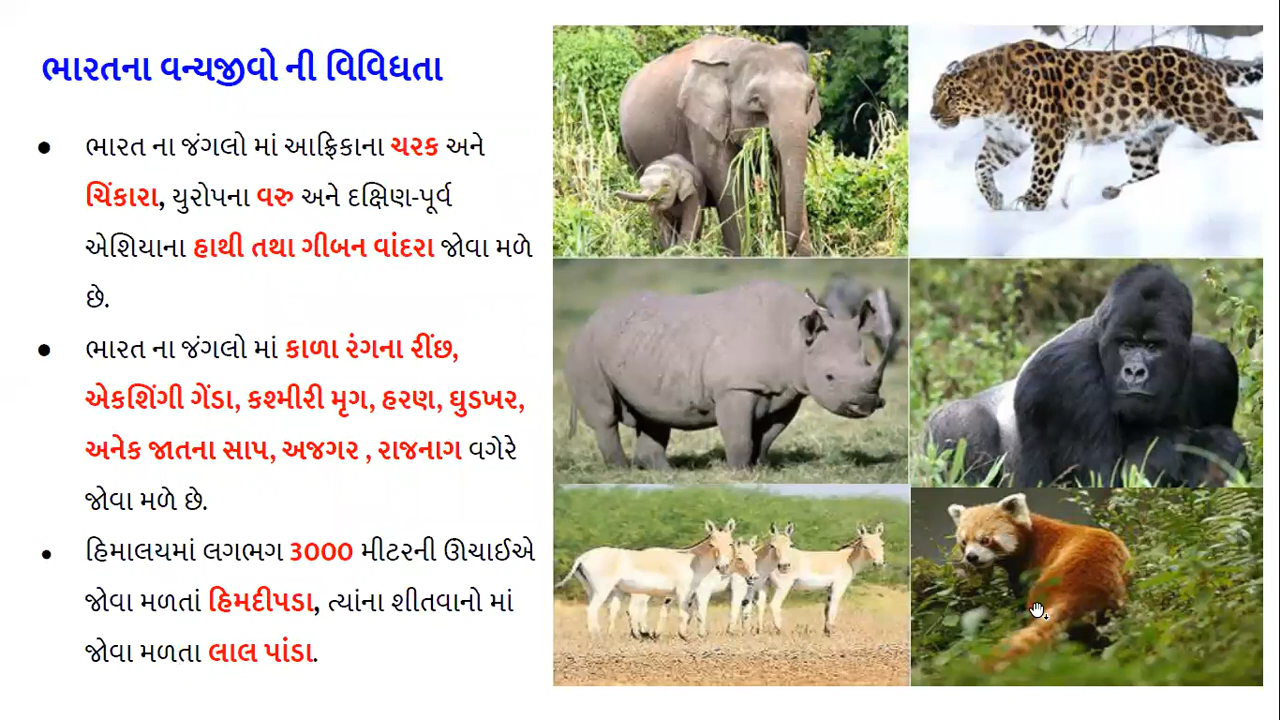 ભારતના વન્યજીવો ની વિવિધતા
● ભારત ના જંગલો માં આફ્રિકાના ચરક અને
ચિંકારા, યુરોપના વરુ અને દક્ષિણ-પૂર્વ
એશિયાના હાથી તથા ગીબન વાંદરા જોવા મળે
છે.
● ભારત ના જંગલો માં કાળા રંગના રીંછ,
એકશિંગી ગેંડા, કશ્મીરી મૃગ, હરણ, ઘુડખર,
અનેક જાતના સાપ, અજગર , રાજનાગ વગેરે
જોવા મળે છે.
● હિમાલયમાં લગભગ 3000 મીટરની ઊચાઈએ
જોવા મળતાં હિમદીપડા, ત્યાંના શીતવાનો માં
જોવા મળતા લાલ પાંડા.